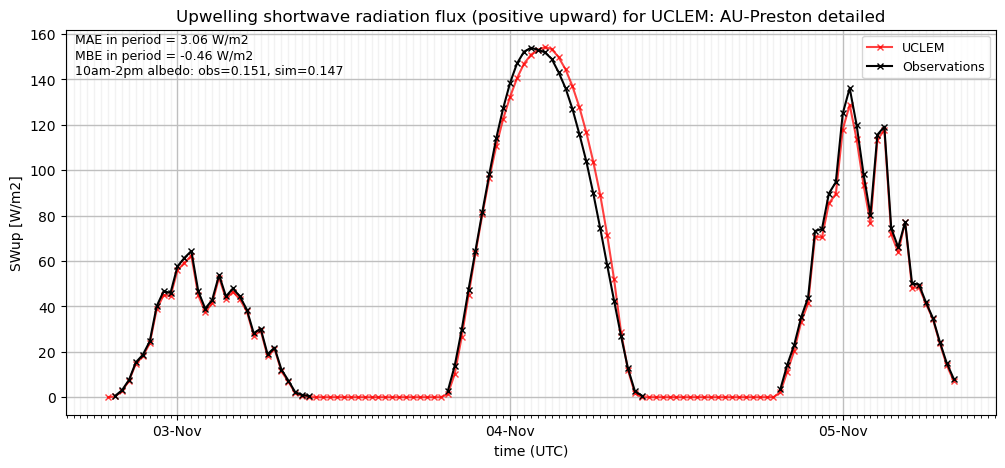 Upwelling shortwave radiation flux (positive upward) for UCLEM: AU-Preston detailed
MAE in period = 3.06 W/m2
MBE in period = -0.46 W/m2
10am-2pm albedo: obs=0.151, sim=0.147
UCLEM
Observations
SWup [W/m2]
160
140
120
100
80
60
40
20
0
03-Nov
04-Nov
05-Nov
time (UTC)